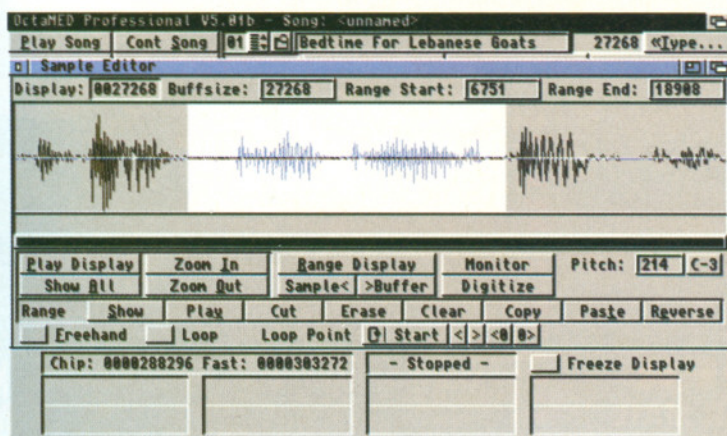 OctaMED Professional V5.01b - Song: <unnamed>
Play Song Cont Song 01 Bedtime For Lebanese Goats 27268 «Type...
Sample Editor
Display: 0027268 Buffsize: 27268 Range Start: 6751 Range End: 18908
Play Display Zoom In Range Display Monitor Pitch: 214 C-3
Show All Zoom Out Sample< >Buffer Digitize
Range Show Play Cut Erase Clear Copy Paste Reverse
Freehand Loop Loop Point Start < > <0 0>
Chip: 0000288296 Fast: 0000303272 - Stopped - Freeze Display